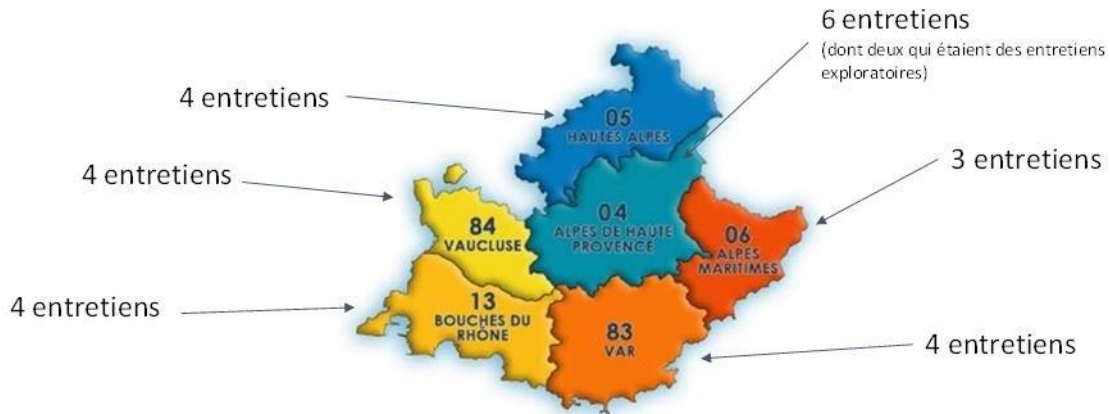 6 entretiens
(dont deux qui étaient des entretiens
exploratoires)
4 entretiens
05
HAUTES ALPES
3 entretiens
4 entretiens
04
ALPES DE HAUTE
PROVENCE
84
VAUCLUSE
06
ALPES
MARITIMES
4 entretiens
13
BOUCHES DU
RHÔNE
83
VAR
4 entretiens